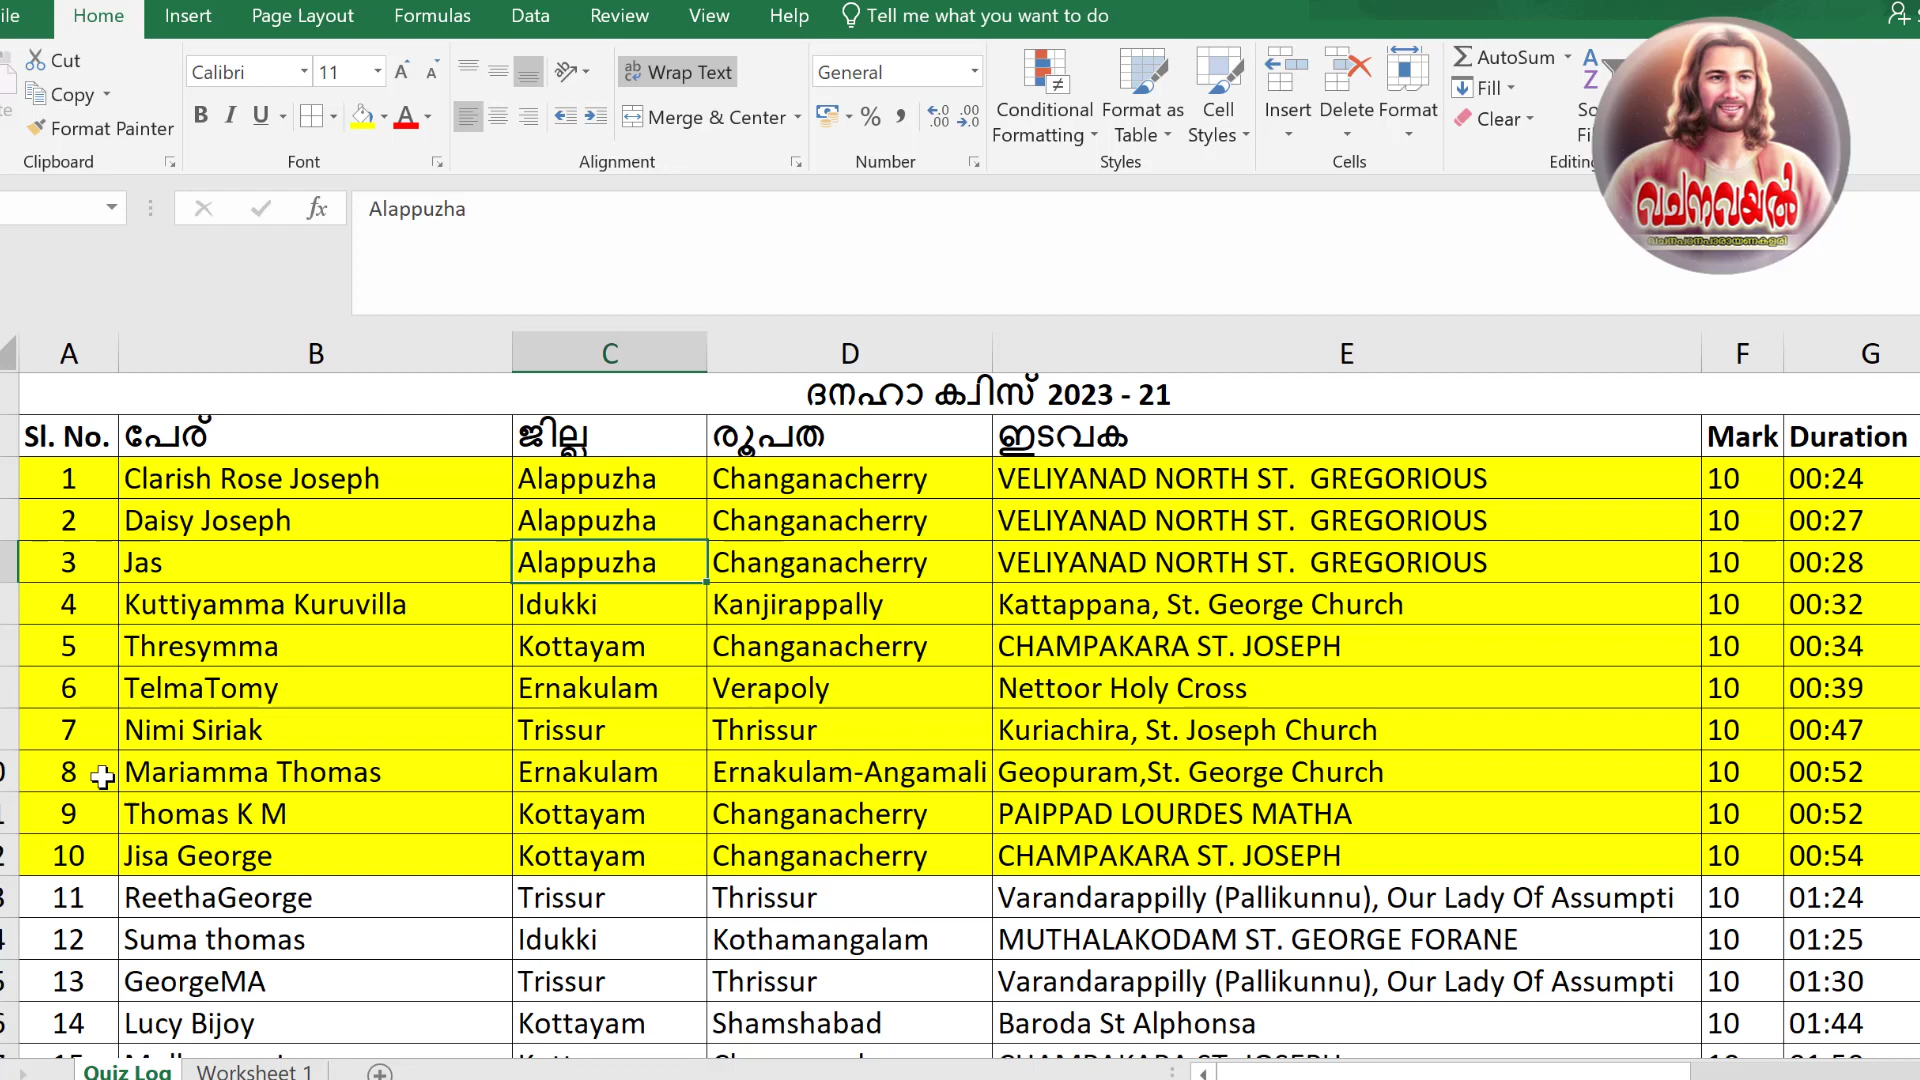 ile Home Insert Page Layout Formulas Data Review View Help Tell me what you want to do
Cut
Copy
Format Painter
Clipboard
Calibri 11
B I U
Font
Wrap Text
Merge & Center
Alignment
General
Number
Conditional Formatting
Format as Table
Cell Styles
Styles
Insert Delete Format
Cells
AutoSum
Fill
Clear
Editing
വചനവയൽ
fx Alappuzha
A B C D E F G
ദനഹാ ക്വിസ് 2023 - 21
Sl. No. പേര് ജില്ല രൂപത ഇടവക Mark Duration
1 Clarish Rose Joseph Alappuzha Changanacherry VELIYANAD NORTH ST. GREGORIOUS 10 00:24
2 Daisy Joseph Alappuzha Changanacherry VELIYANAD NORTH ST. GREGORIOUS 10 00:27
3 Jas Alappuzha Changanacherry VELIYANAD NORTH ST. GREGORIOUS 10 00:28
4 Kuttiyamma Kuruvilla Idukki Kanjirappally Kattappana, St. George Church 10 00:32
5 Thresymma Kottayam Changanacherry CHAMPAKARA ST. JOSEPH 10 00:34
6 TelmaTomy Ernakulam Verapoly Nettoor Holy Cross 10 00:39
7 Nimi Siriak Trissur Thrissur Kuriachira, St. Joseph Church 10 00:47
8 Mariamma Thomas Ernakulam Ernakulam-Angamali Geopuram,St. George Church 10 00:52
9 Thomas K M Kottayam Changanacherry PAIPPAD LOURDES MATHA 10 00:52
10 Jisa George Kottayam Changanacherry CHAMPAKARA ST. JOSEPH 10 00:54
11 ReethaGeorge Trissur Thrissur Varandarappilly (Pallikunnu), Our Lady Of Assumpti 10 01:24
12 Suma thomas Idukki Kothamangalam MUTHALAKODAM ST. GEORGE FORANE 10 01:25
13 GeorgeMA Trissur Thrissur Varandarappilly (Pallikunnu), Our Lady Of Assumpti 10 01:30
14 Lucy Bijoy Kottayam Shamshabad Baroda St Alphonsa 10 01:44
Quiz Log Worksheet 1